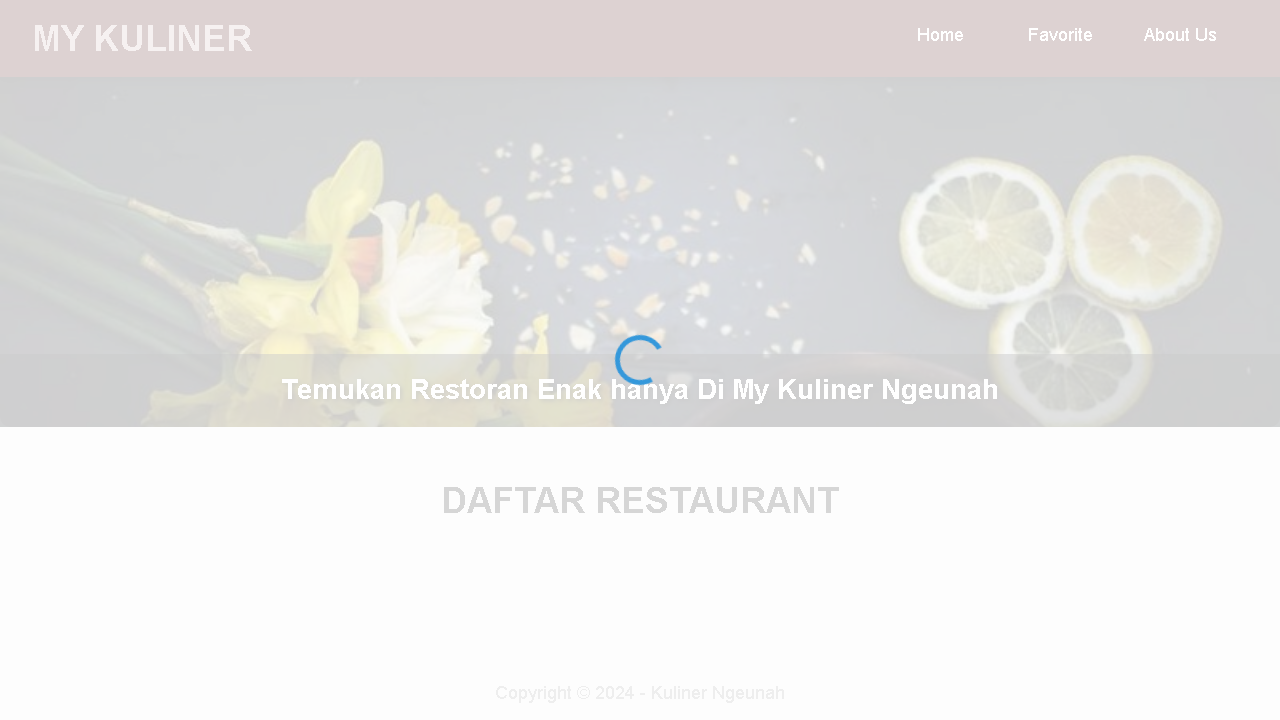 MY KULINER
Home
Favorite
About Us
Temukan Restoran Enak hanya Di My Kuliner Ngeunah
DAFTAR RESTAURANT
Copyright © 2024 - Kuliner Ngeunah